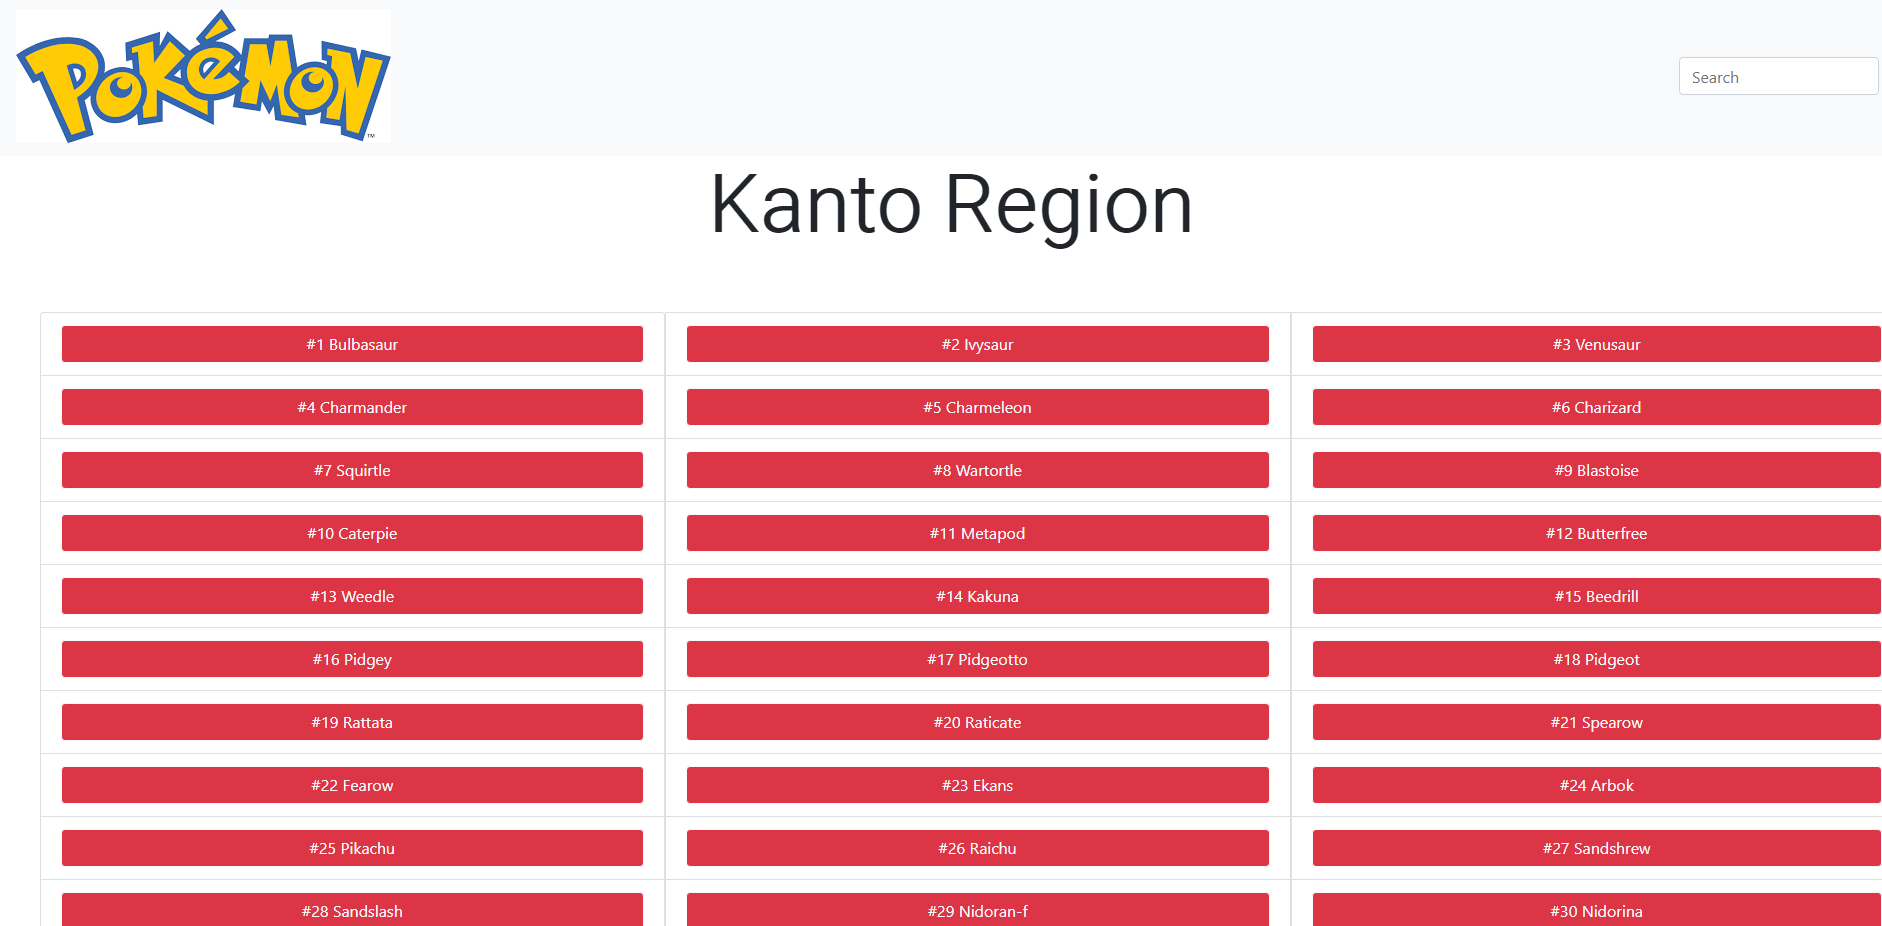 Pokémon
TM
Search
Kanto Region
#1 Bulbasaur
#2 Ivysaur
#3 Venusaur
#4 Charmander
#5 Charmeleon
#6 Charizard
#7 Squirtle
#8 Wartortle
#9 Blastoise
#10 Caterpie
#11 Metapod
#12 Butterfree
#13 Weedle
#14 Kakuna
#15 Beedrill
#16 Pidgey
#17 Pidgeotto
#18 Pidgeot
#19 Rattata
#20 Raticate
#21 Spearow
#22 Fearow
#23 Ekans
#24 Arbok
#25 Pikachu
#26 Raichu
#27 Sandshrew
#28 Sandslash
#29 Nidoran-f
#30 Nidorina